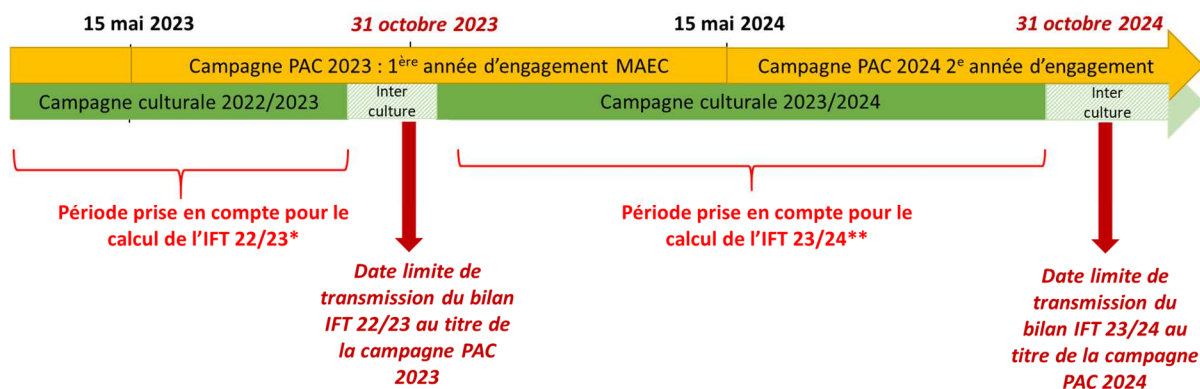 15 mai 2023
31 octobre 2023
15 mai 2024
31 octobre 2024
Campagne PAC 2023 : 1ère année d’engagement MAEC
Campagne PAC 2024 2e année d’engagement
Campagne culturale 2022/2023
Inter
culture
Campagne culturale 2023/2024
Inter
culture
Période prise en compte pour le
calcul de l’IFT 22/23*
Période prise en compte pour le
calcul de l’IFT 23/24**
Date limite de
transmission du bilan
IFT 22/23 au titre de
la campagne PAC
2023
Date limite de
transmission du
bilan IFT 23/24 au
titre de la campagne
PAC 2024